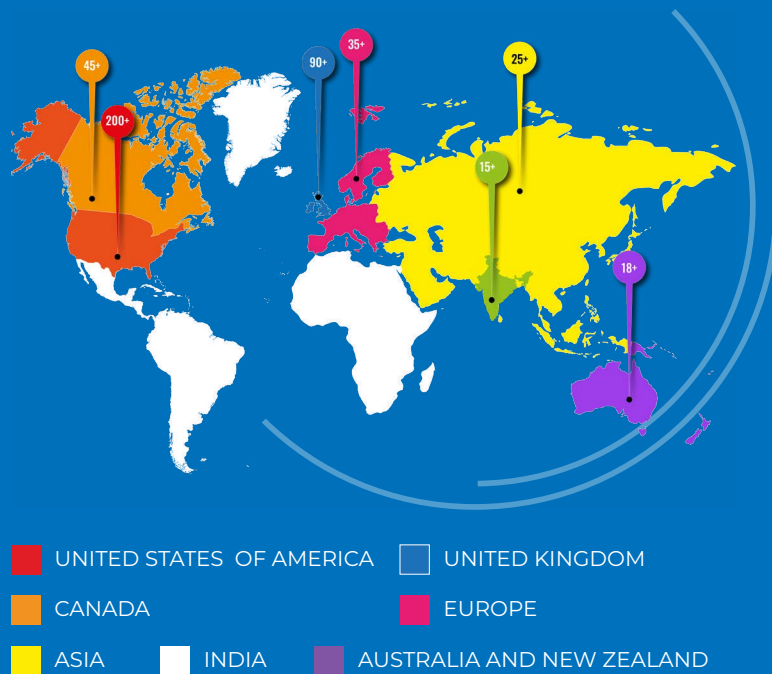 45+
200+
90+
35+
25+
15+
18+
UNITED STATES OF AMERICA
UNITED KINGDOM
CANADA
EUROPE
ASIA
INDIA
AUSTRALIA AND NEW ZEALAND